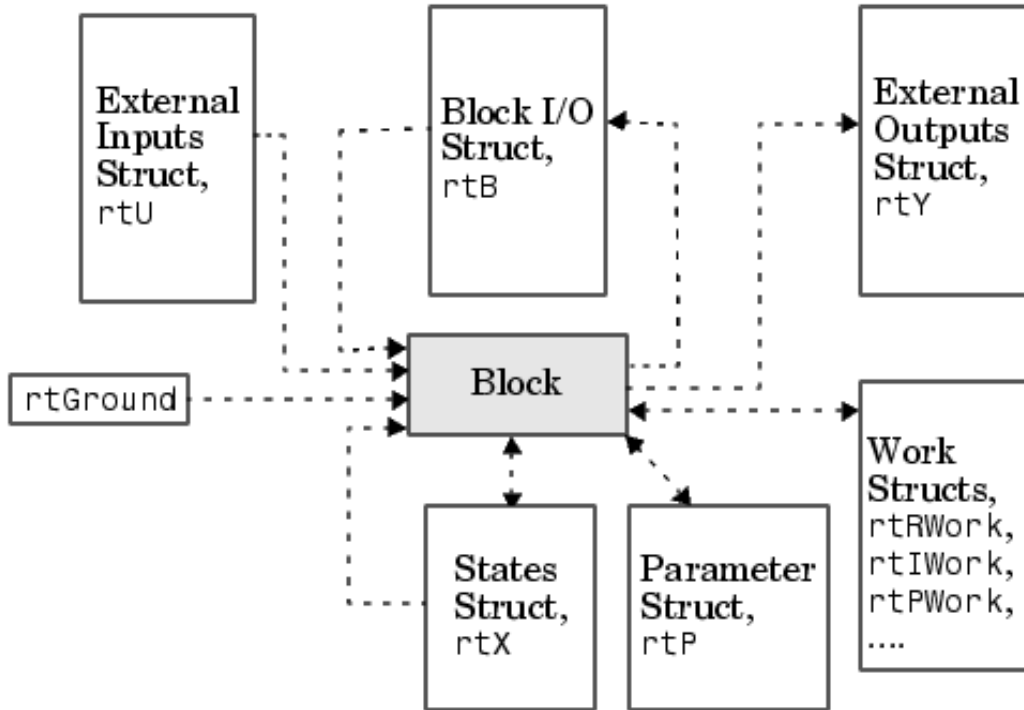 External
Inputs
Struct,
rtU
Block I/O
Struct,
rtB
External
Outputs
Struct,
rtY
rtGround
Block
States
Struct,
rtX
Parameter
Struct,
rtP
Work
Structs,
rtRWork,
rtIWork,
rtPWork,
....